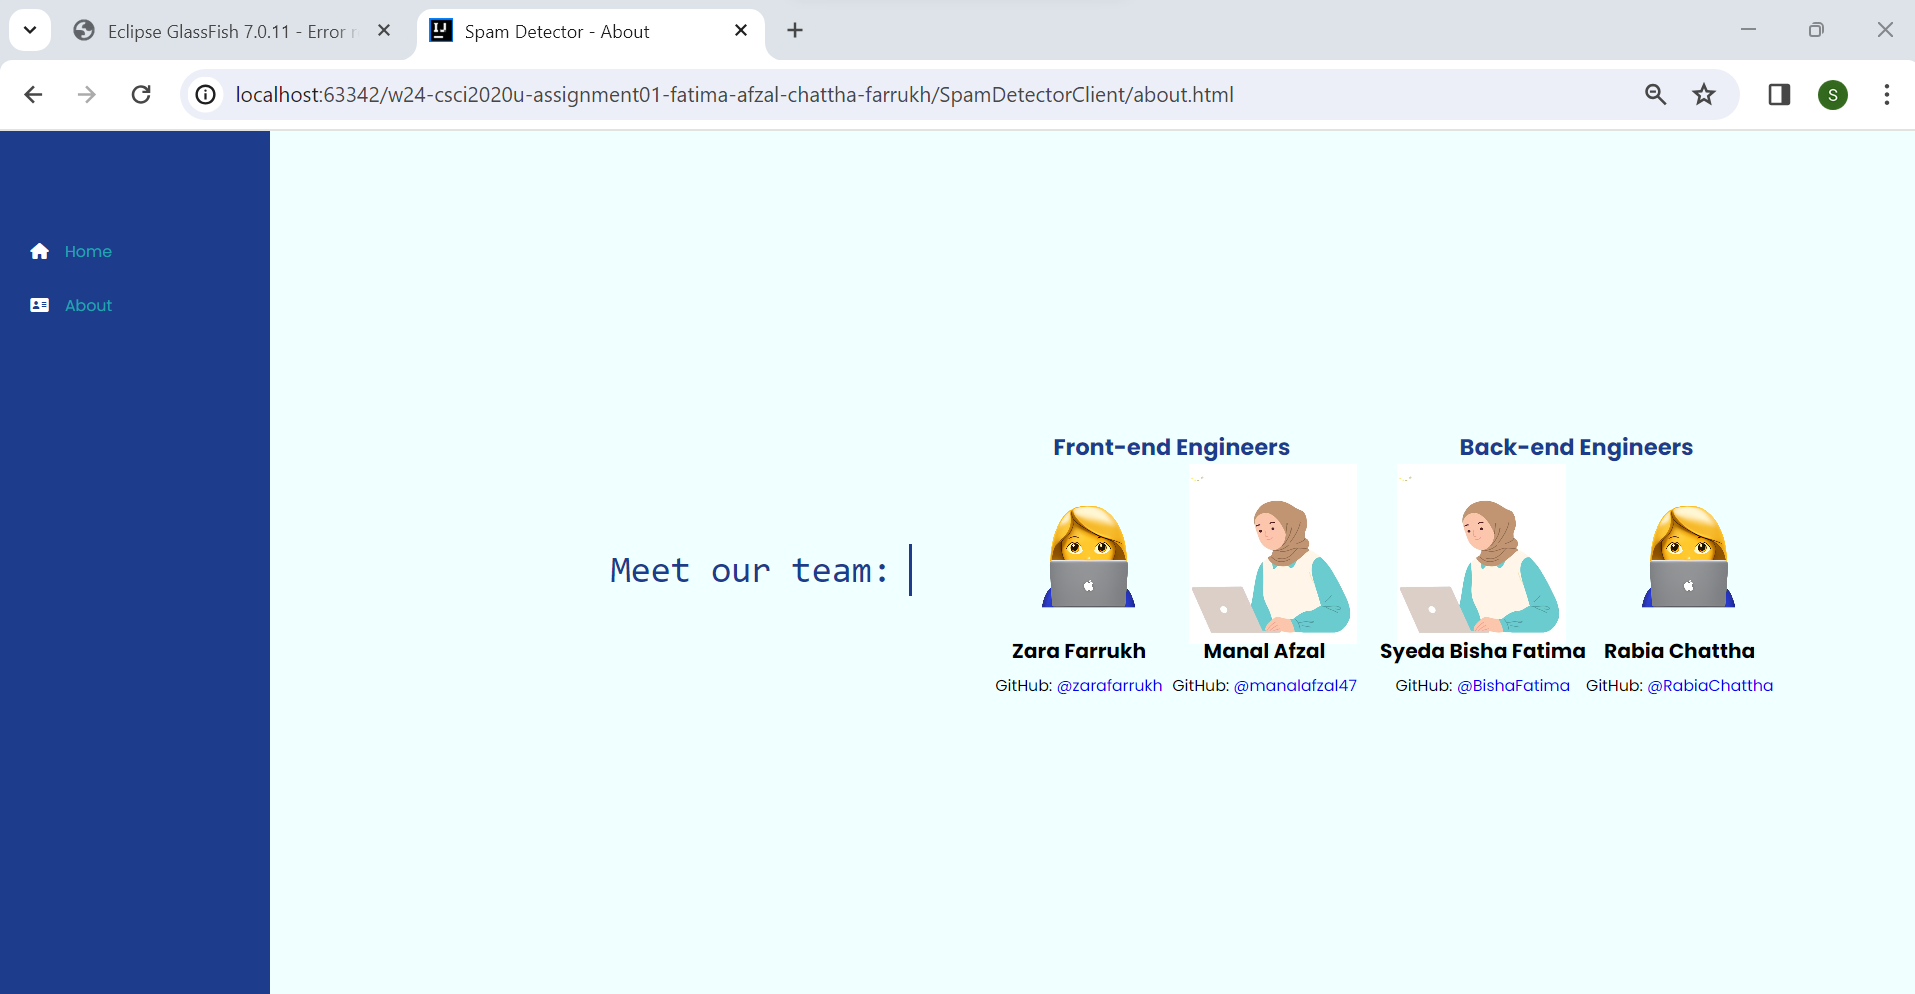 Eclipse GlassFish 7.0.11 - Error r
Spam Detector - About
localhost:63342/w24-csci2020u-assignment01-fatima-afzal-chattha-farrukh/SpamDetectorClient/about.html
S
Home
About
Meet our team:
Front-end Engineers
Back-end Engineers
Zara Farrukh
Manal Afzal
Syeda Bisha Fatima
Rabia Chattha
GitHub: @zarafarrukh
GitHub: @manalafzal47
GitHub: @BishaFatima
GitHub: @RabiaChattha